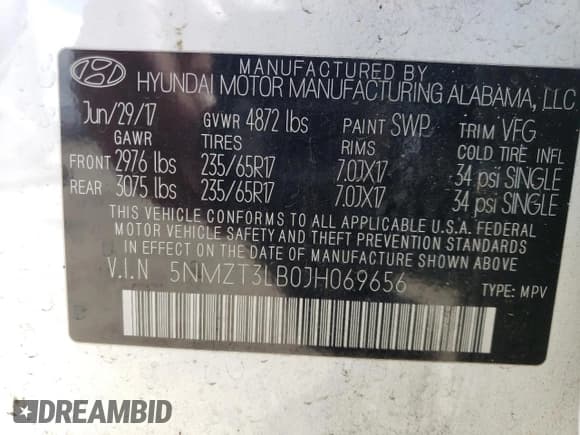 MANUFACTURED BY
HYUNDAI MOTOR MANUFACTURING ALABAMA, LLC
Jun/29/17 GVWR 4872 lbs PAINT SWP TRIM VFG
GAWR TIRES RIMS COLD TIRE INFL
FRONT 2976 lbs 235/65R17 7.0JX17 34 psi SINGLE
REAR 3075 lbs 235/65R17 7.0JX17 34 psi SINGLE
THIS VEHICLE CONFORMS TO ALL APPLICABLE U.S.A. FEDERAL
MOTOR VEHICLE SAFETY AND THEFT PREVENTION STANDARDS
IN EFFECT ON THE DATE OF MANUFACTURE SHOWN ABOVE.
V.I.N 5NMZT3LB0JH069656
TYPE: MPV
DREAMBID